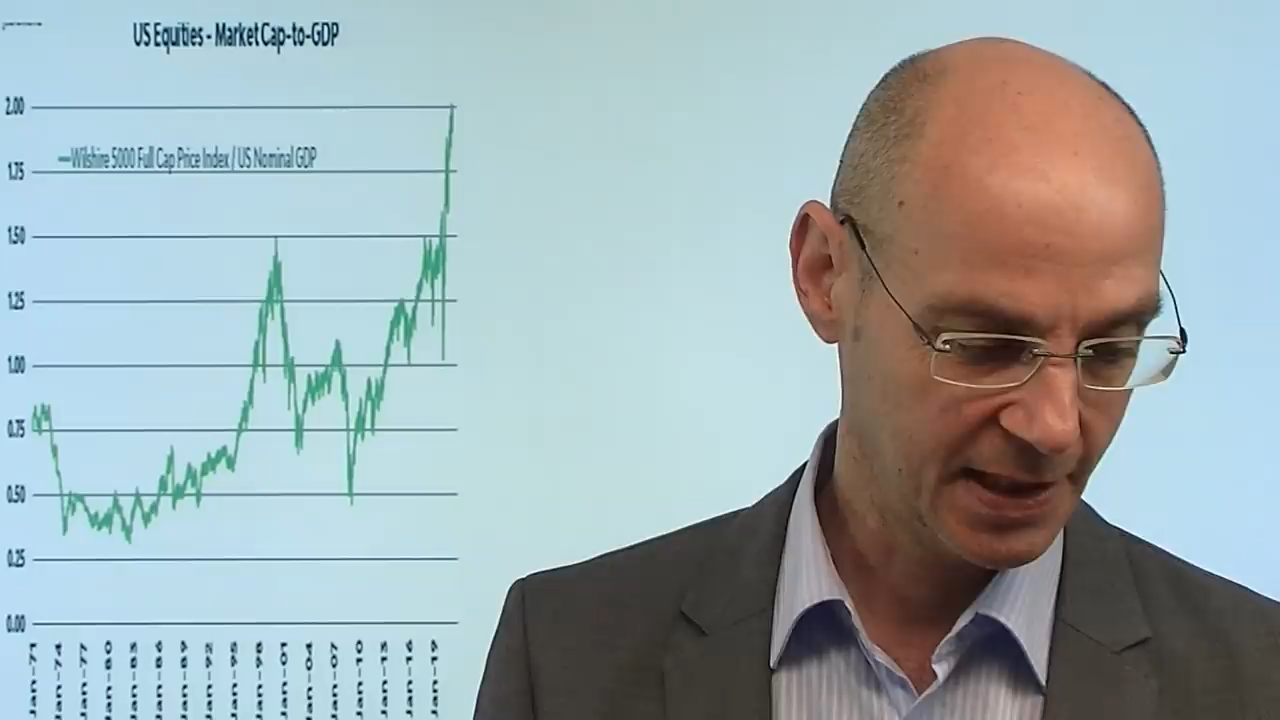 US Equities - Market Cap-to-GDP
2.00
Wilshire 5000 Full Cap Price Index / US Nominal GDP
1.75
1.50
1.25
1.00
0.75
0.50
0.25
0.00
Jan-71
Jan-74
Jan-77
Jan-80
Jan-83
Jan-86
Jan-89
Jan-92
Jan-95
Jan-98
Jan-01
Jan-04
Jan-07
Jan-10
Jan-13
Jan-16
Jan-19